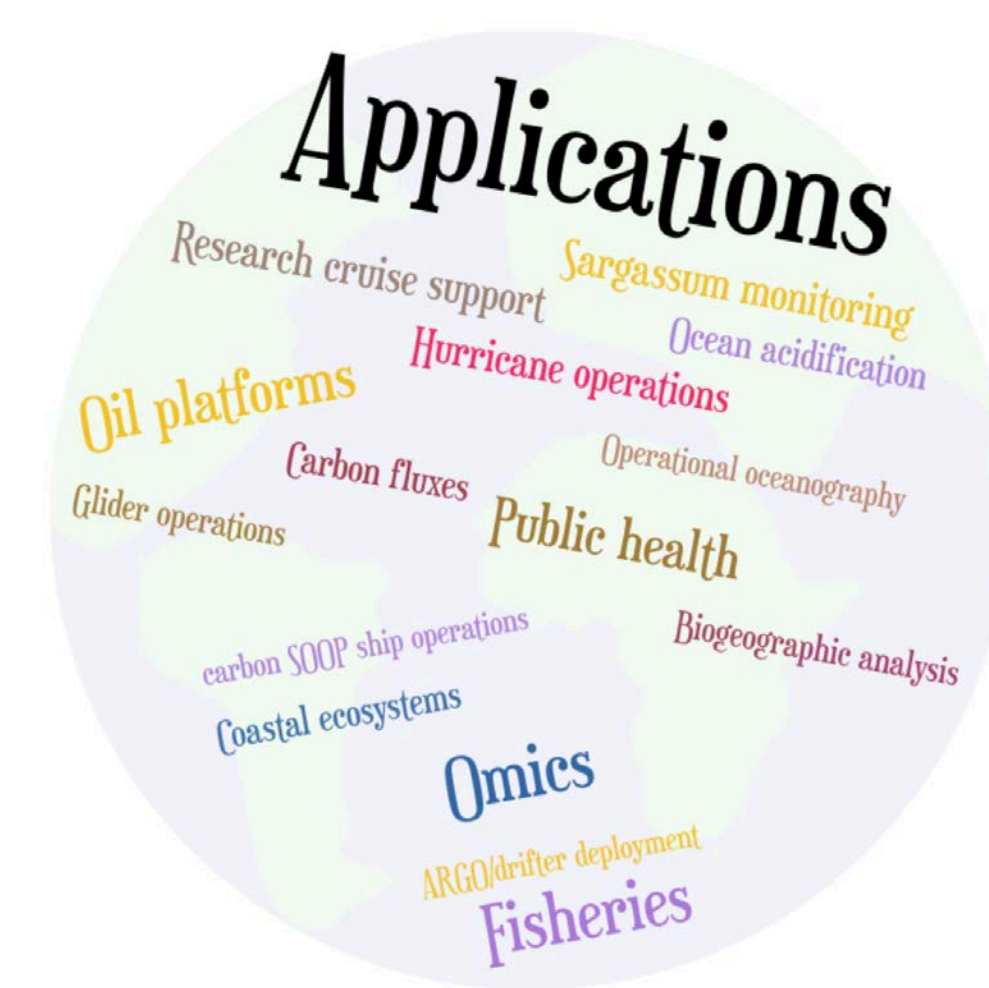 Applications
Research cruise support
Sargassum monitoring
Ocean acidification
Hurricane operations
Oil platforms
Carbon fluxes
Operational oceanography
Glider operations
Public health
carbon SOOP ship operations
Biogeographic analysis
Coastal ecosystems
Omics
ARGO/drifter deployment
Fisheries